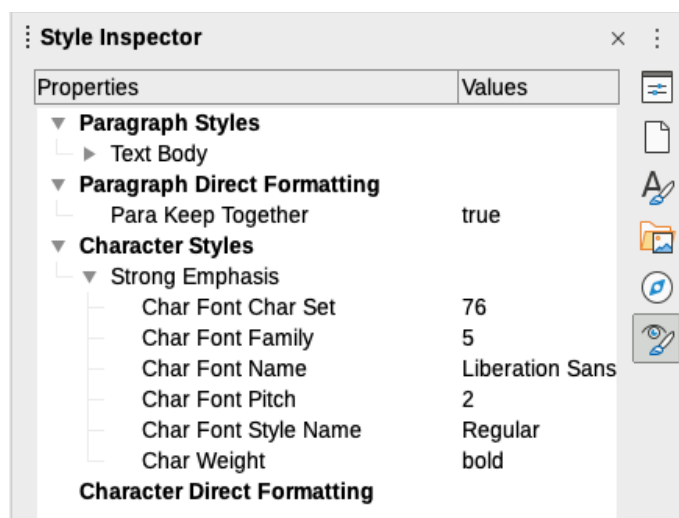 Style Inspector
Properties Values
Paragraph Styles
Text Body
Paragraph Direct Formatting
Para Keep Together true
Character Styles
Strong Emphasis
Char Font Char Set 76
Char Font Family 5
Char Font Name Liberation Sans
Char Font Pitch 2
Char Font Style Name Regular
Char Weight bold
Character Direct Formatting